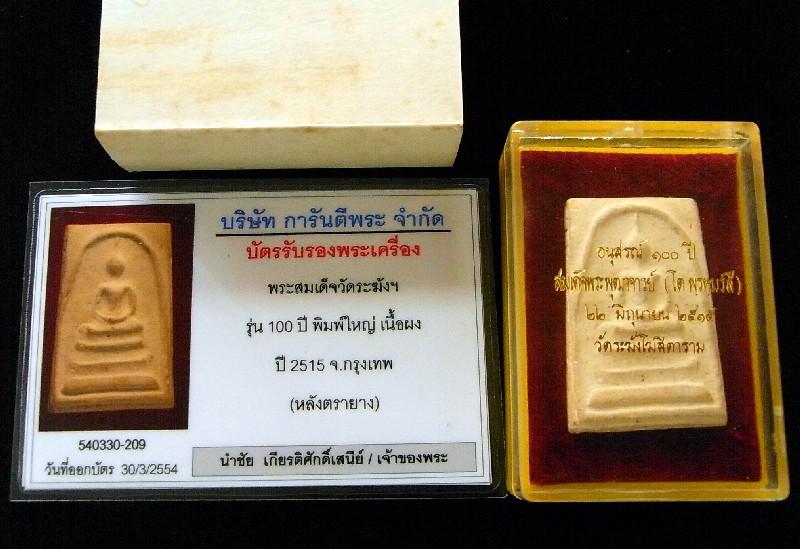 บริษัท การันตีพระ จำกัด
บัตรรับรองพระเครื่อง
พระสมเด็จวัดระฆังฯ
รุ่น 100 ปี พิมพ์ใหญ่ เนื้อผง
ปี 2515 จ.กรุงเทพ
(หลังตรายาง)
540330-209
วันที่ออกบัตร 30/3/2554
นำชัย เกียรติศักดิ์เสนีย์ / เจ้าของพระ
อนุสรณ์ ๑๐๐ ปี
สมเด็จพระพุฒาจารย์ (โต พฺรหฺมรํสี)
๒๒ มิถุนายน ๒๕๑๕
วัดระฆังโฆสิตาราม